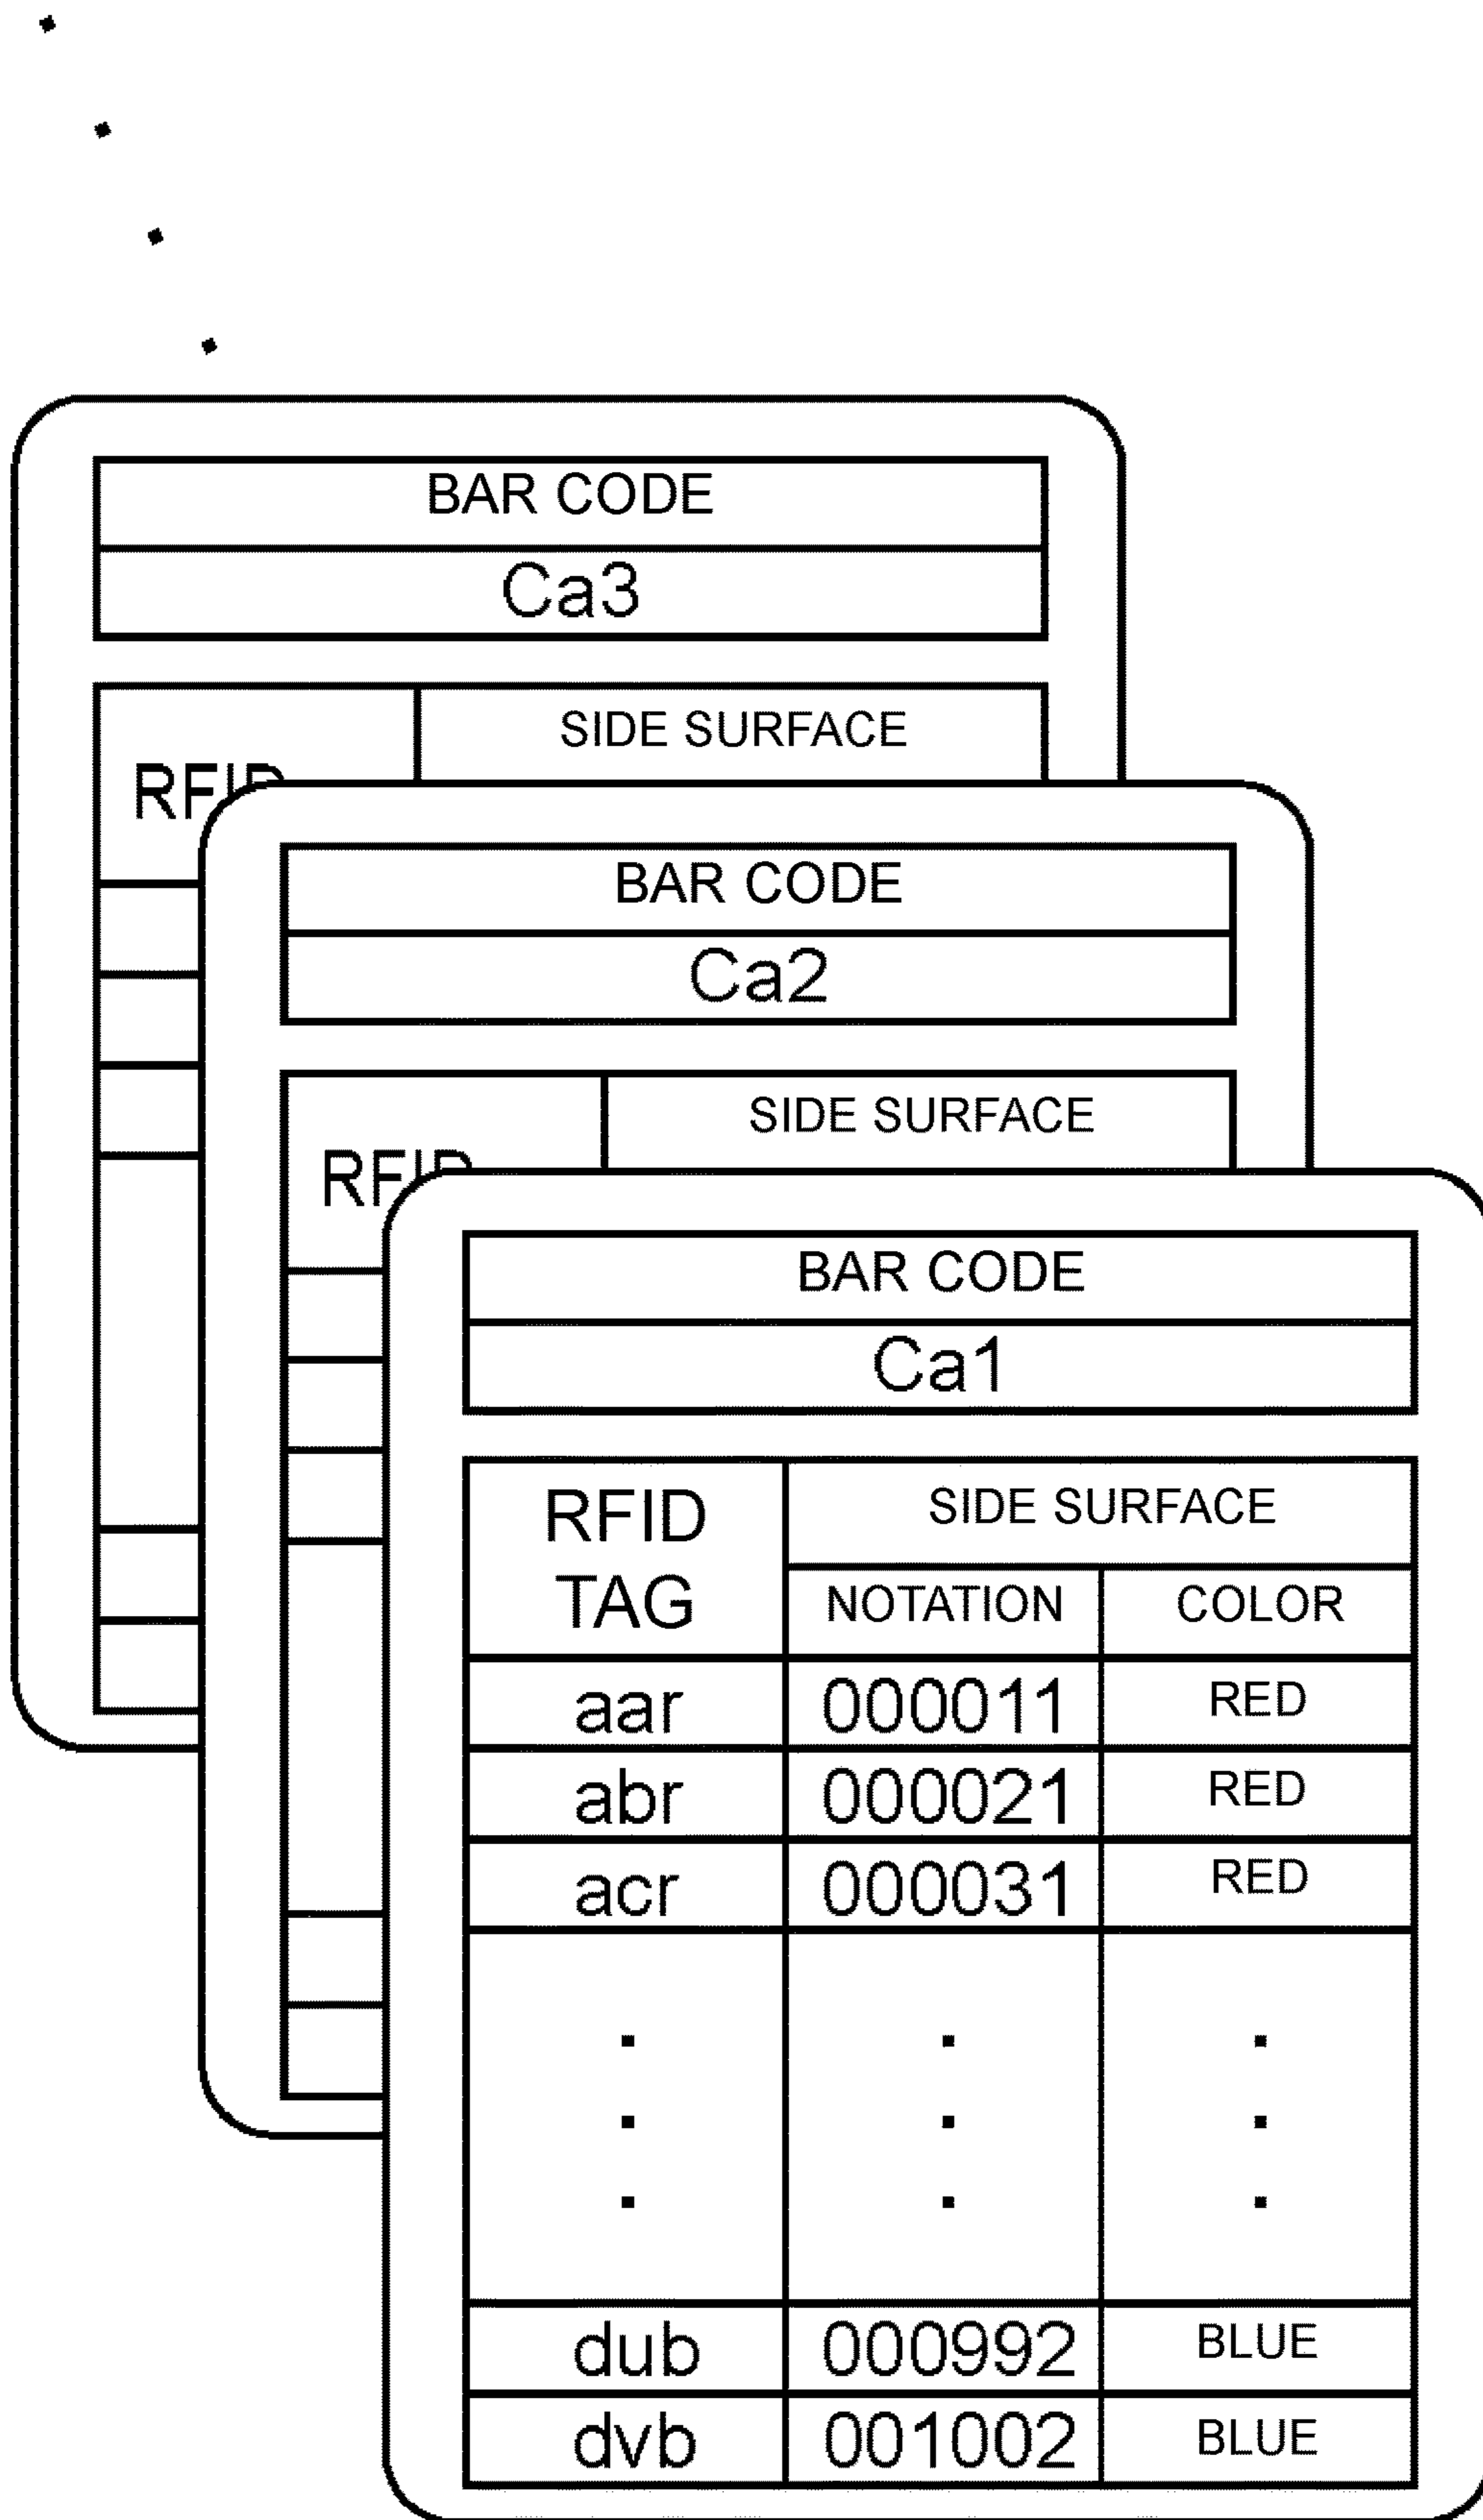 BAR CODE
Ca3
SIDE SURFACE
BAR CODE
Ca2
SIDE SURFACE
BAR CODE
Ca1
RFID TAG SIDE SURFACE
NOTATION COLOR
aar 000011 RED
abr 000021 RED
acr 000031 RED
dub 000992 BLUE
dvb 001002 BLUE